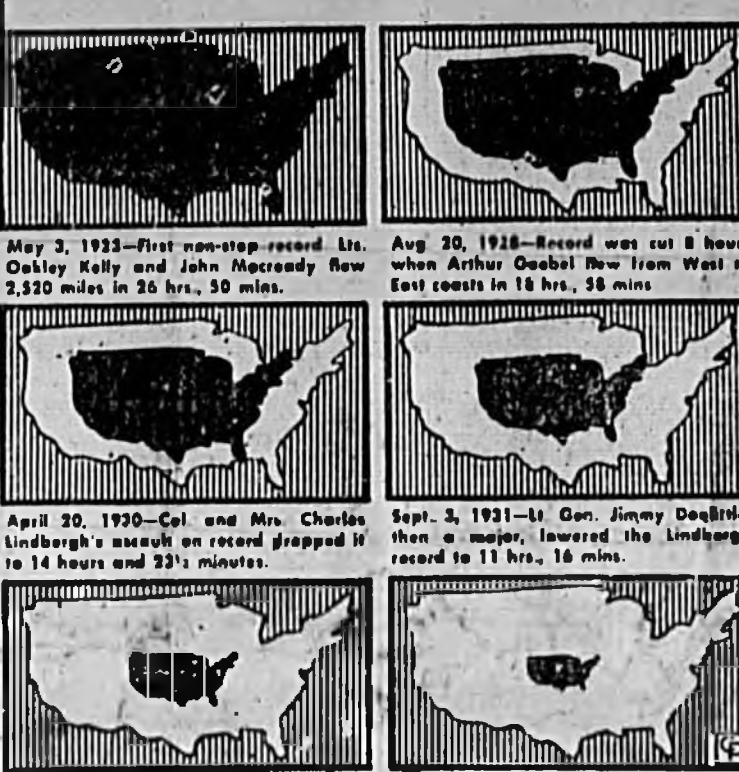 May 3, 1923—First non-stop record Lts.
Oakley Kelly and John Macready flew
2,520 miles in 26 hrs., 50 mins.
Aug 20, 1928—Record was cut 8 hour
when Arthur Goebel flew from West
East coasts in 18 hrs., 58 mins
April 20, 1930—Col. and Mrs. Charles
Lindbergh's assault on record dropped it
to 14 hours and 23½ minutes.
Sept. 3, 1931—Lt. Gen. Jimmy Doolittl
then a major, lowered the Lindberg
record to 11 hrs., 16 mins.